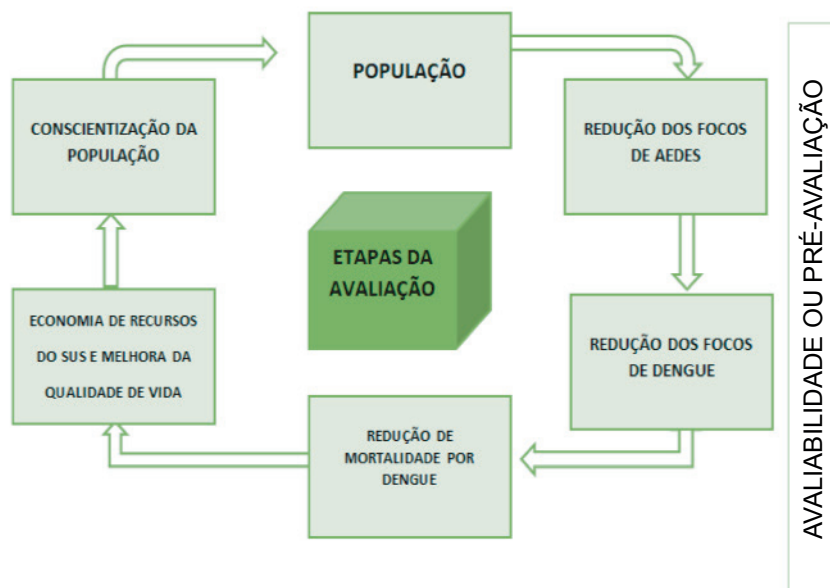 POPULAÇÃO
REDUÇÃO DOS FOCOS
DE AEDES
REDUÇÃO DOS FOCOS
DE DENGUE
REDUÇÃO DE
MORTALIDADE POR
DENGUE
ECONOMIA DE RECURSOS
DO SUS E MELHORA DA
QUALIDADE DE VIDA
CONSCIENTIZAÇÃO DA
POPULAÇÃO
ETAPAS DA
AVALIAÇÃO
AVALIABILIDADE OU PRÉ-AVALIAÇÃO